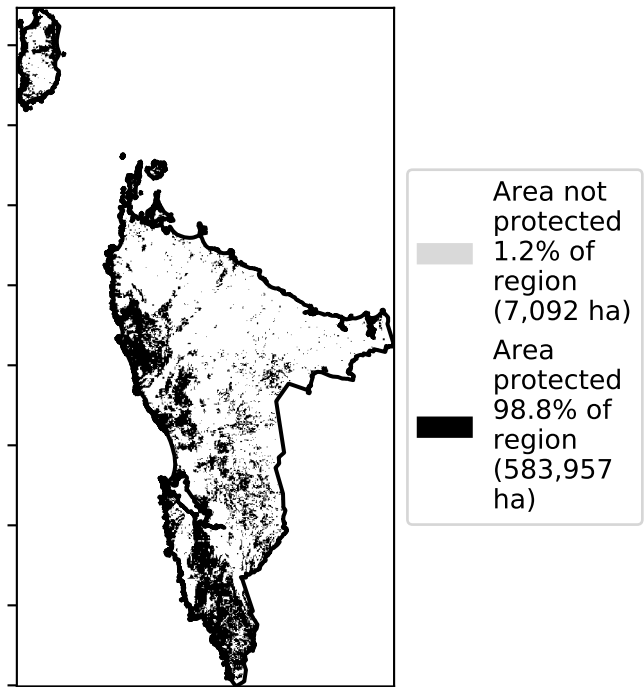 Area not
protected
1.2% of
region
(7,092 ha)
Area
protected
98.8% of
region
(583,957
ha)